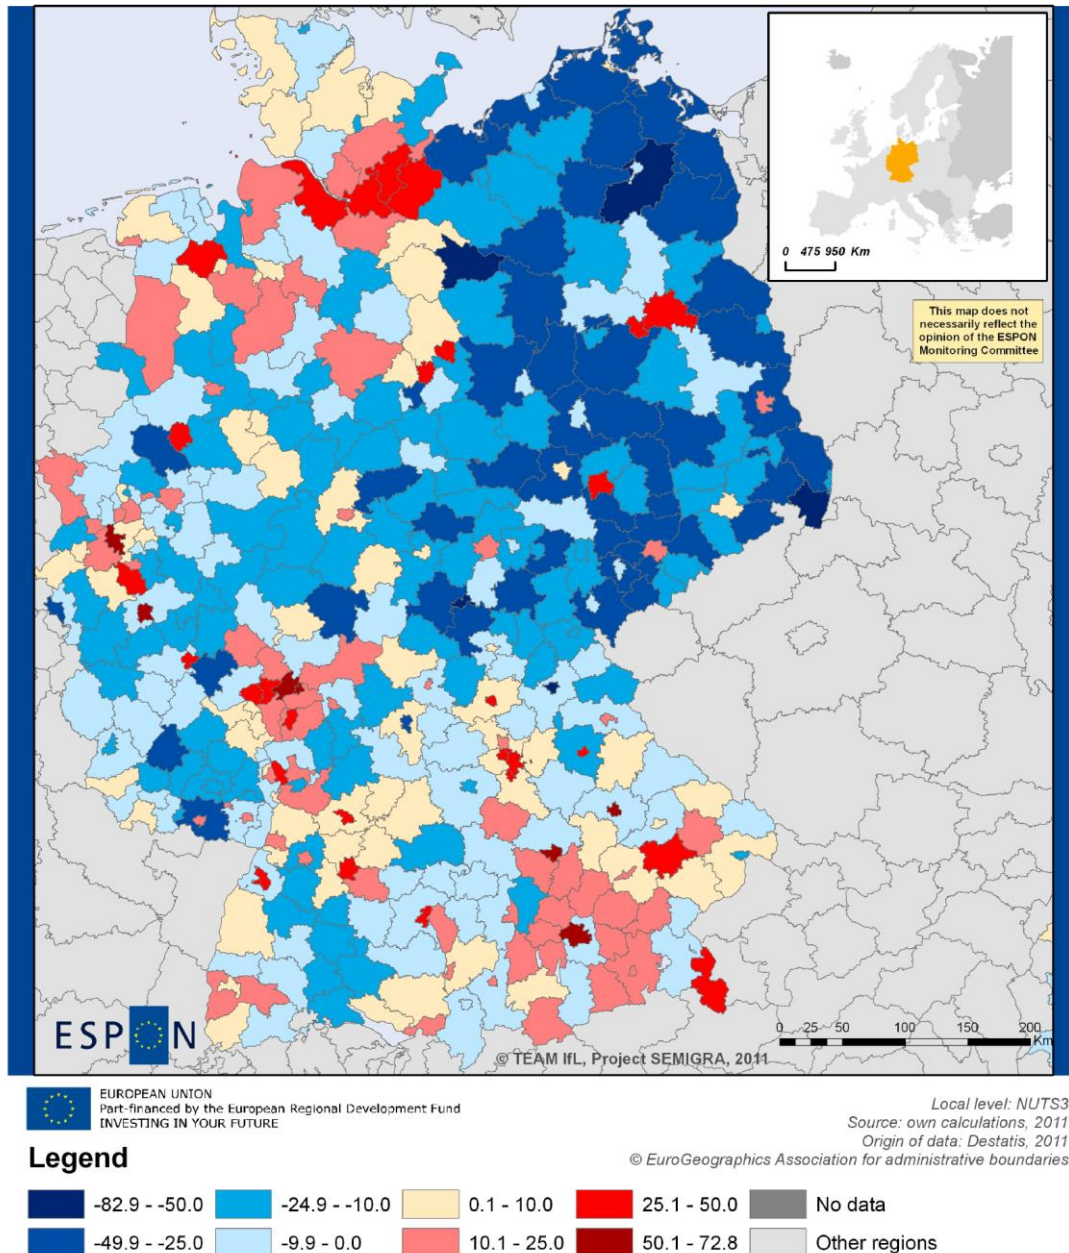 0 475 950 Km
This map does not
necessarily reflect the
opinion of the ESPON
Monitoring Committee
ESPON
© TEAM IfL, Project SEMIGRA, 2011
0 25 50 100 150 200
Km
EUROPEAN UNION
Part-financed by the European Regional Development Fund
INVESTING IN YOUR FUTURE
Local level: NUTS3
Source: own calculations, 2011
Origin of data: Destatis, 2011
© EuroGeographics Association for administrative boundaries
Legend
-82.9 - -50.0 -24.9 - -10.0 0.1 - 10.0 25.1 - 50.0 No data
-49.9 - -25.0 -9.9 - 0.0 10.1 - 25.0 50.1 - 72.8 Other regions